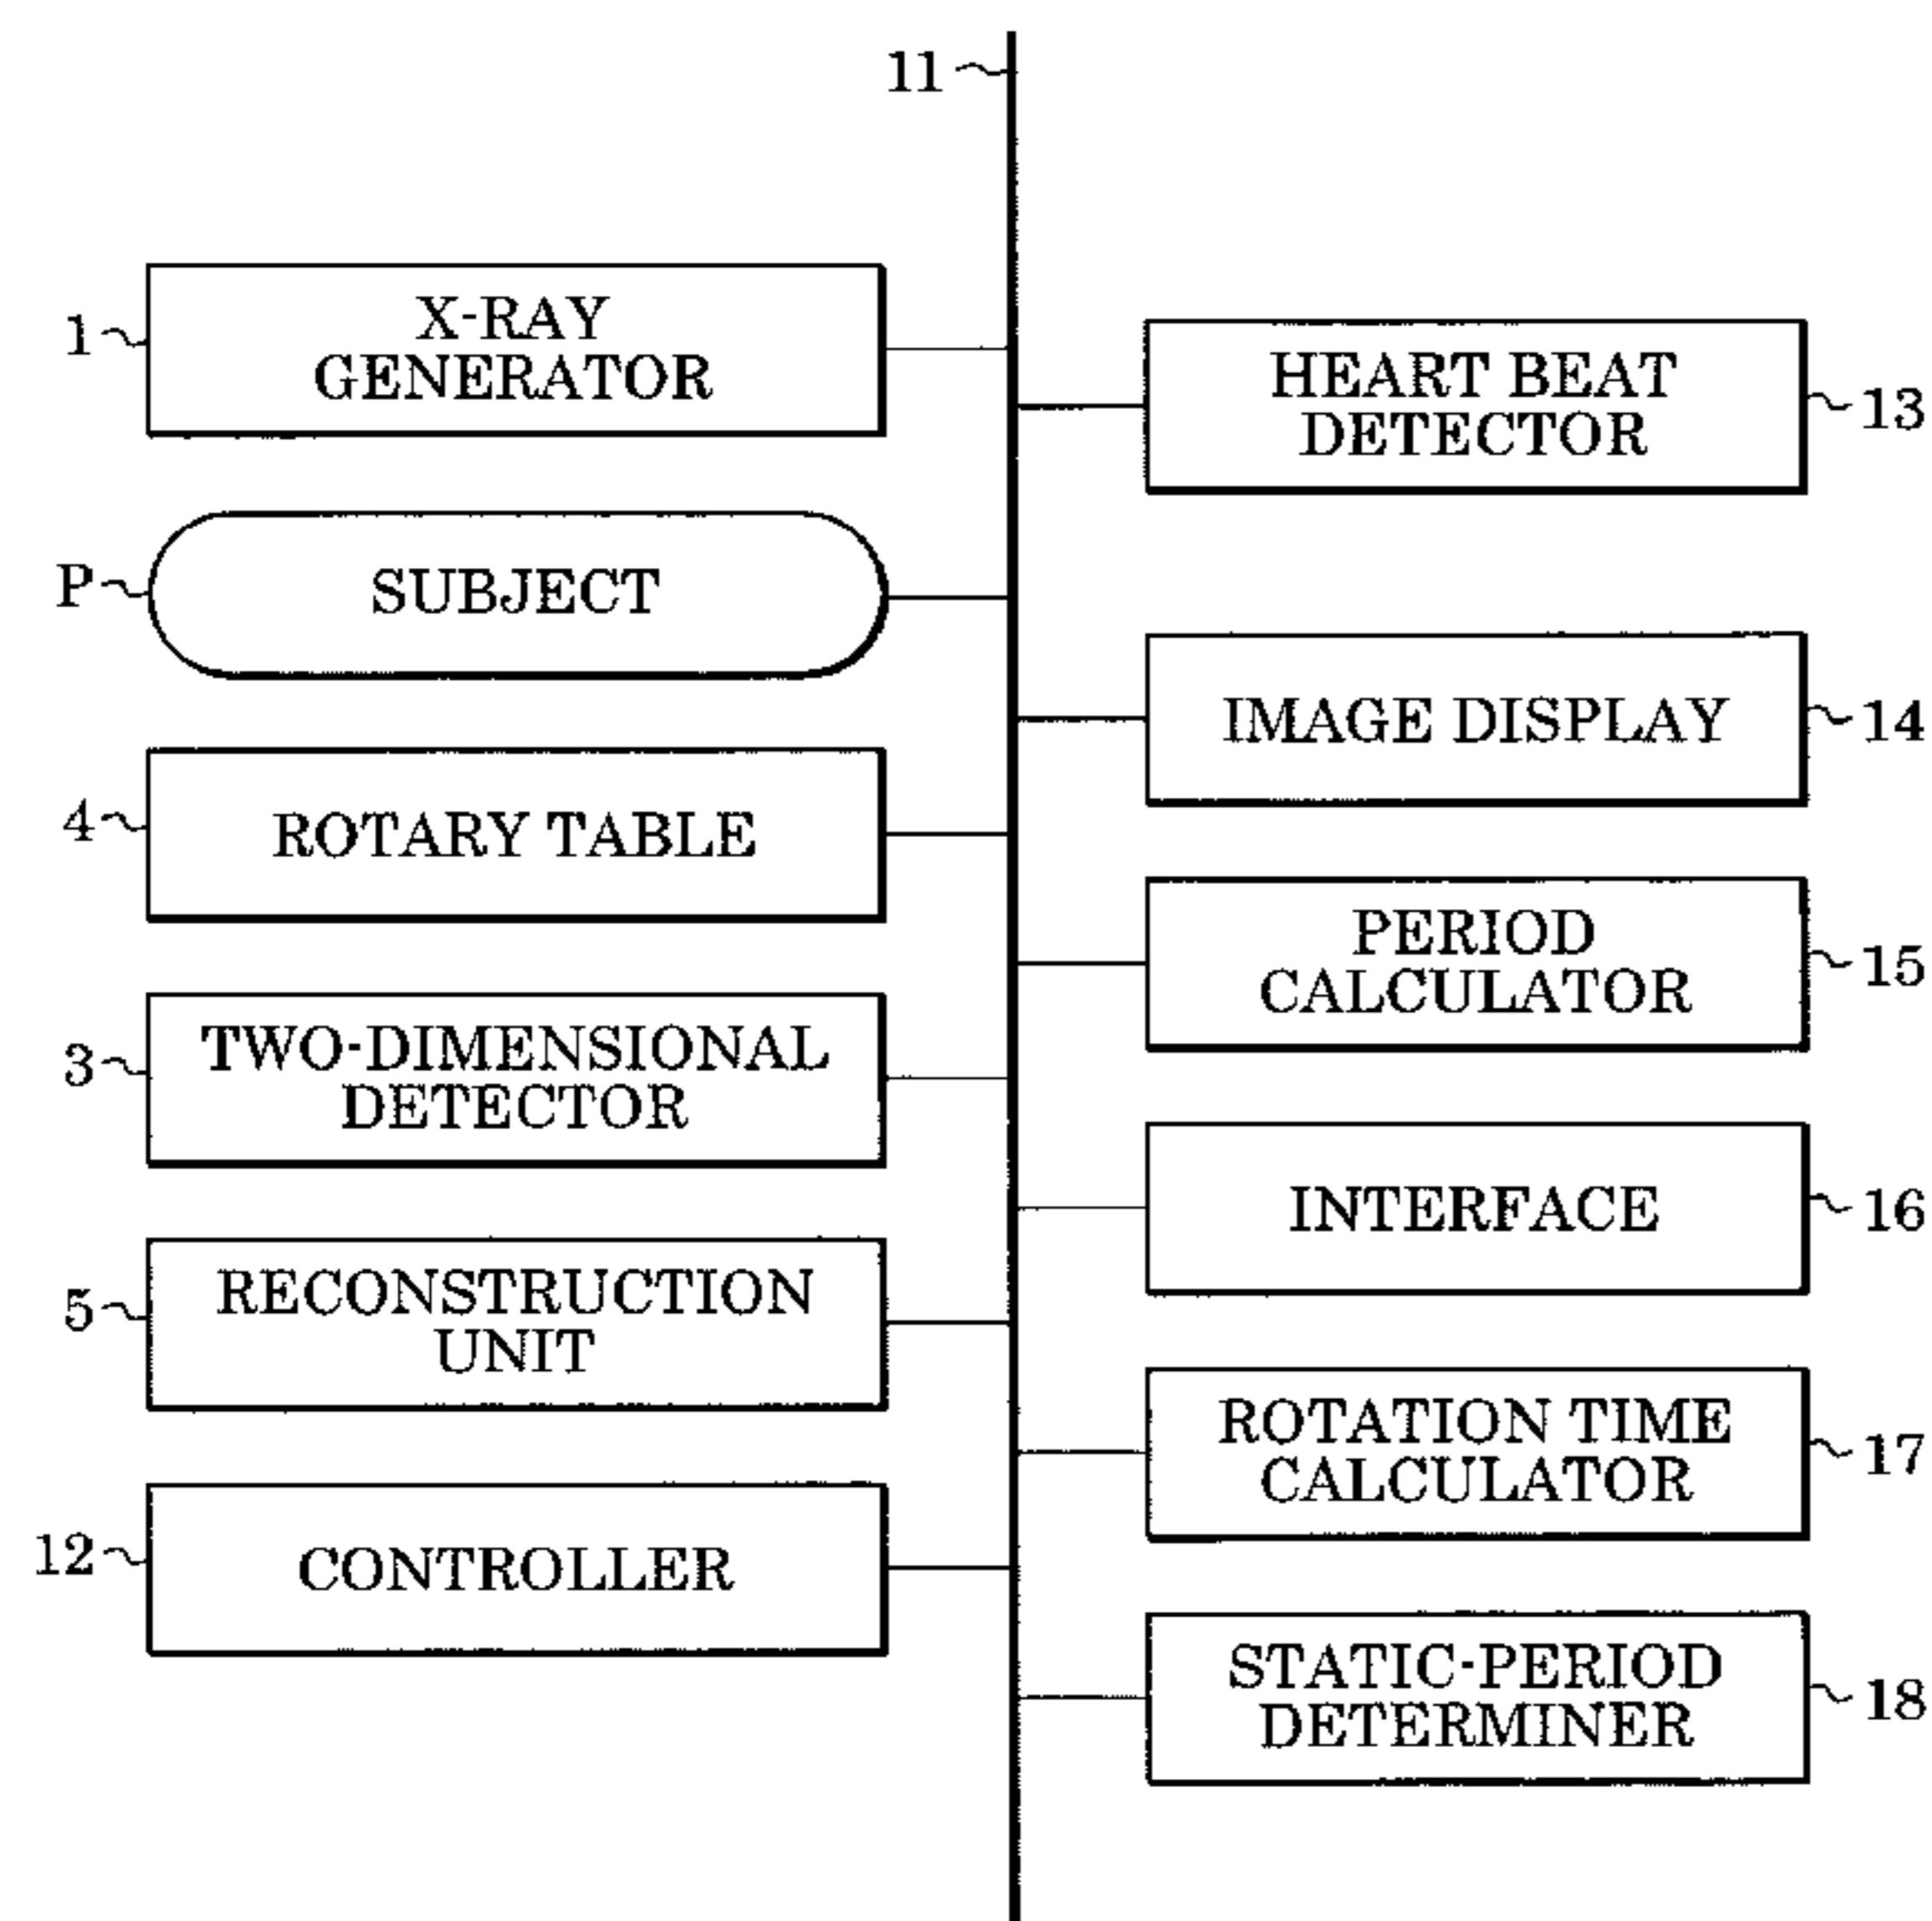 11
1
X-RAY
GENERATOR
P
SUBJECT
4
ROTARY TABLE
3
TWO-DIMENSIONAL
DETECTOR
5
RECONSTRUCTION
UNIT
12
CONTROLLER
HEART BEAT
DETECTOR
13
IMAGE DISPLAY
14
PERIOD
CALCULATOR
15
INTERFACE
16
ROTATION TIME
CALCULATOR
17
STATIC-PERIOD
DETERMINER
18